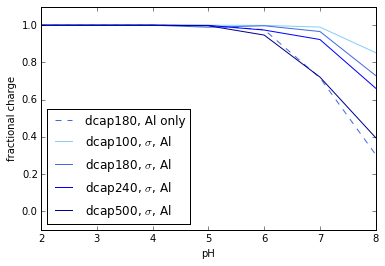 1.0
0.8
0.6
0.4
0.2
0.0
fractional charge
dcap180, Al only
dcap100, σ, Al
dcap180, σ, Al
dcap240, σ, Al
dcap500, σ, Al
2 3 4 5 6 7 8
pH